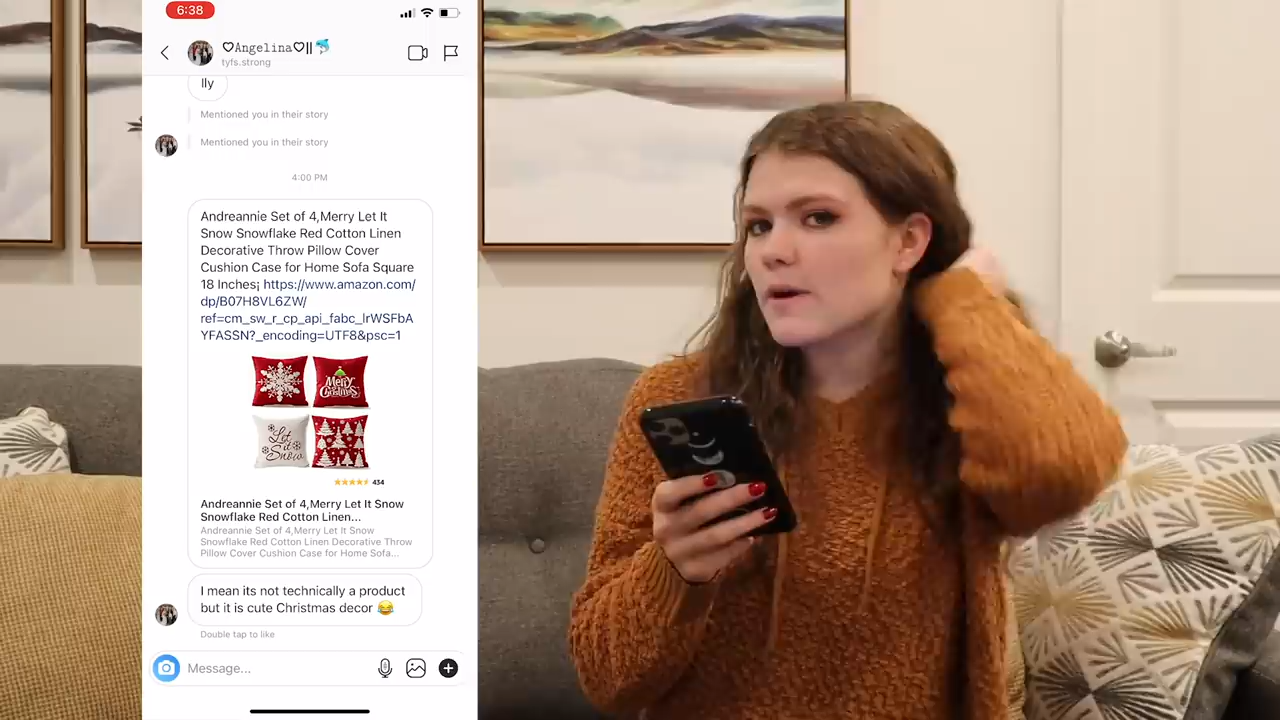 6:38
♡Angelina♡||🐬
tyfs.strong
lly
Mentioned you in their story
Mentioned you in their story
4:00 PM
Andreannie Set of 4,Merry Let It
Snow Snowflake Red Cotton Linen
Decorative Throw Pillow Cover
Cushion Case for Home Sofa Square
18 Inches¡ https://www.amazon.com/
dp/B07H8VL6ZW/
ref=cm_sw_r_cp_api_fabc_lrWSFbA
YFASSN?_encoding=UTF8&psc=1
Merry
Christmas
Let
it
Snow
434
Andreannie Set of 4,Merry Let It Snow
Snowflake Red Cotton Linen...
Andreannie Set of 4,Merry Let It Snow
Snowflake Red Cotton Linen Decorative Throw
Pillow Cover Cushion Case for Home Sofa...
I mean its not technically a product
but it is cute Christmas decor 😂
Double tap to like
Message...